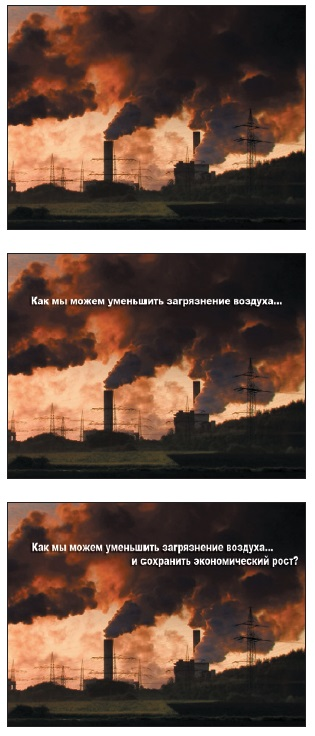 Как мы можем уменьшить загрязнение воздуха...
Как мы можем уменьшить загрязнение воздуха...
и сохранить экономический рост?